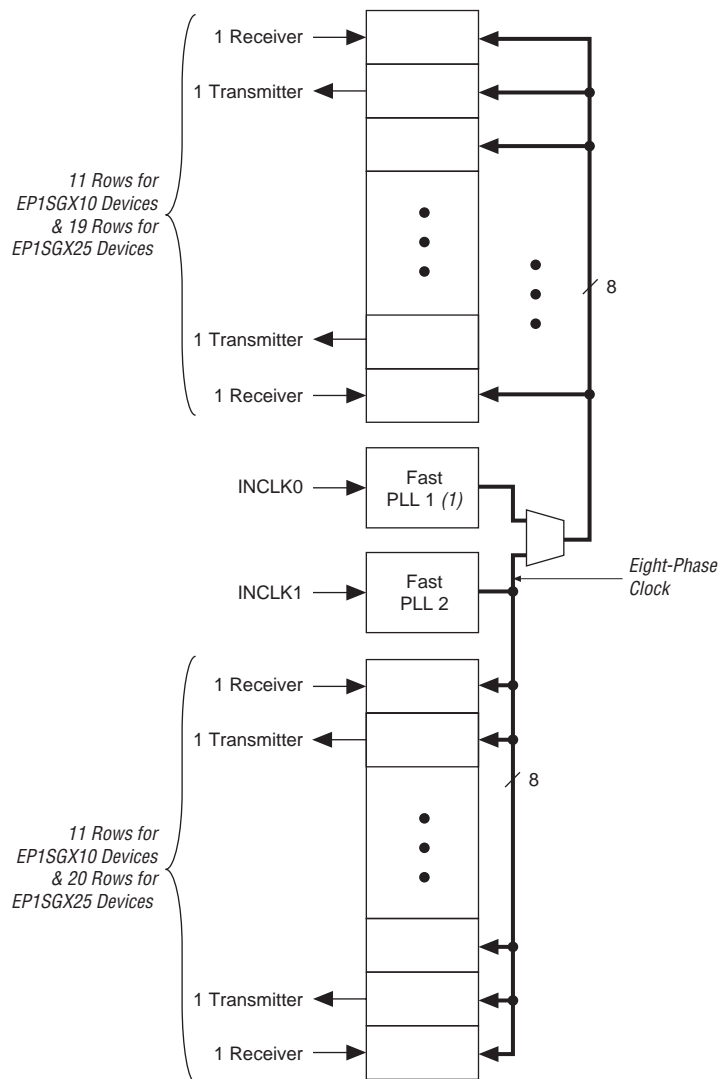 1 Receiver
1 Transmitter
11 Rows for
EP1SGX10 Devices
& 19 Rows for
EP1SGX25 Devices
8
1 Transmitter
1 Receiver
INCLK0
Fast
PLL 1 (1)
Eight-Phase
Clock
INCLK1
Fast
PLL 2
1 Receiver
1 Transmitter
8
11 Rows for
EP1SGX10 Devices
& 20 Rows for
EP1SGX25 Devices
1 Transmitter
1 Receiver